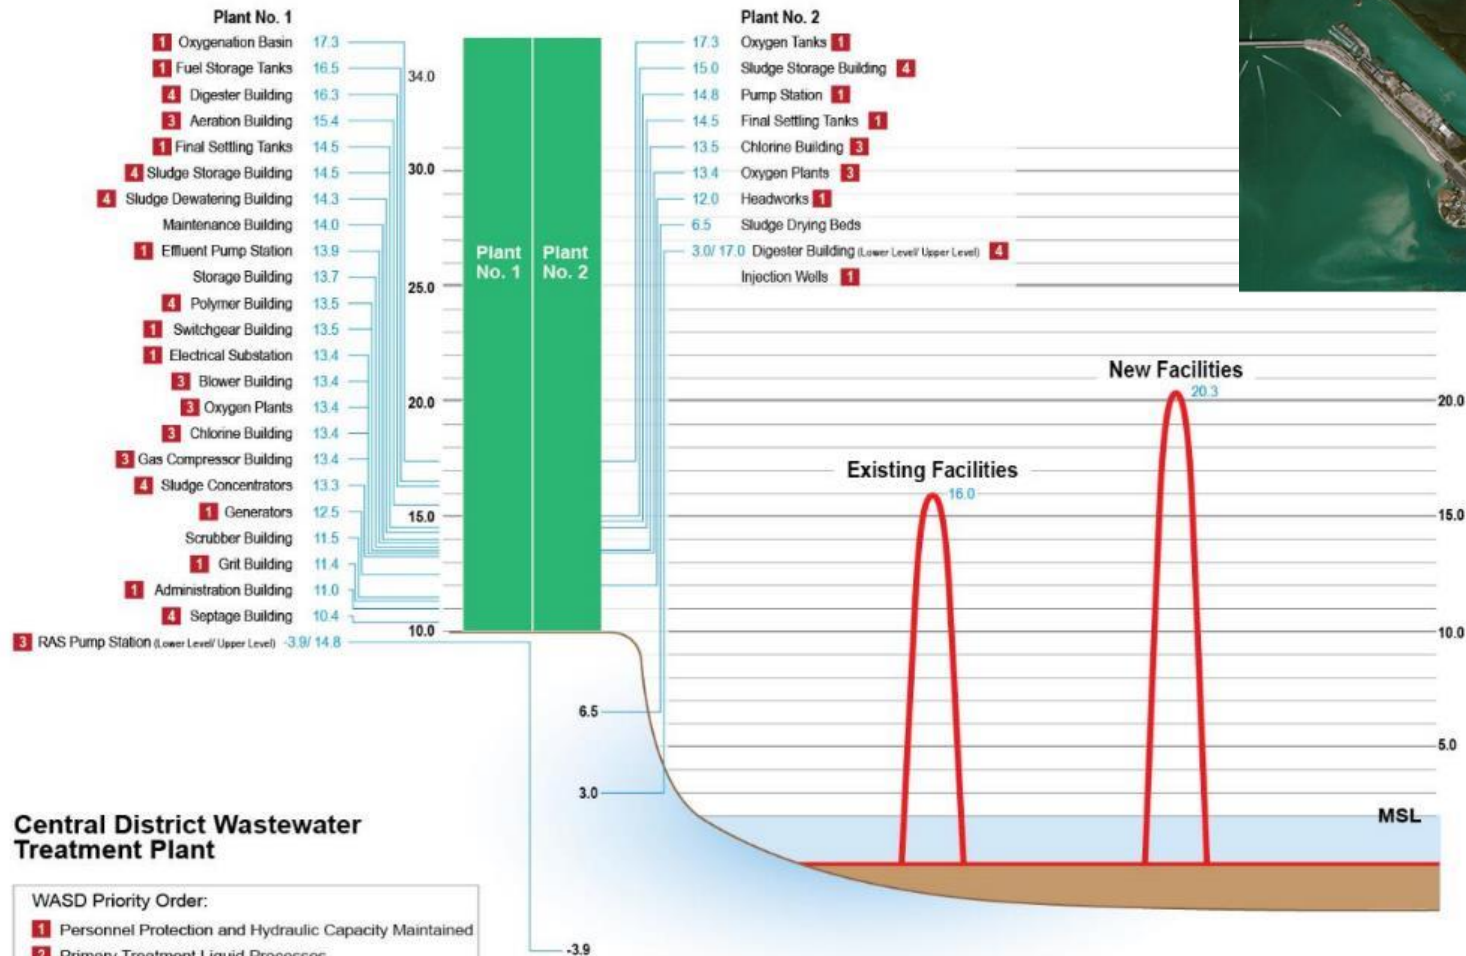 Plant No. 1
1 Oxygenation Basin 17.3
1 Fuel Storage Tanks 16.5
4 Digester Building 16.3
3 Aeration Building 15.4
1 Final Settling Tanks 14.5
4 Sludge Storage Building 14.5
4 Sludge Dewatering Building 14.3
Maintenance Building 14.0
1 Effluent Pump Station 13.9
Storage Building 13.7
4 Polymer Building 13.5
1 Switchgear Building 13.5
1 Electrical Substation 13.4
3 Blower Building 13.4
3 Oxygen Plants 13.4
3 Chlorine Building 13.4
3 Gas Compressor Building 13.4
4 Sludge Concentrators 13.3
1 Generators 12.5
Scrubber Building 11.5
1 Grit Building 11.4
1 Administration Building 11.0
4 Septage Building 10.4
3 RAS Pump Station (Lower Level/ Upper Level) -3.9/ 14.8
34.0
30.0
25.0
20.0
15.0
10.0
Plant No. 1
Plant No. 2
Plant No. 2
17.3 Oxygen Tanks 1
15.0 Sludge Storage Building 4
14.8 Pump Station 1
14.5 Final Settling Tanks 1
13.5 Chlorine Building 3
13.4 Oxygen Plants 3
12.0 Headworks 1
6.5 Sludge Drying Beds
3.0/ 17.0 Digester Building (Lower Level/ Upper Level) 4
Injection Wells 1
New Facilities
20.3
Existing Facilities
16.0
20.0
15.0
10.0
5.0
MSL
6.5
3.0
-3.9
Central District Wastewater
Treatment Plant
WASD Priority Order:
1 Personnel Protection and Hydraulic Capacity Maintained
2 Primary Treatment Liquid Processes